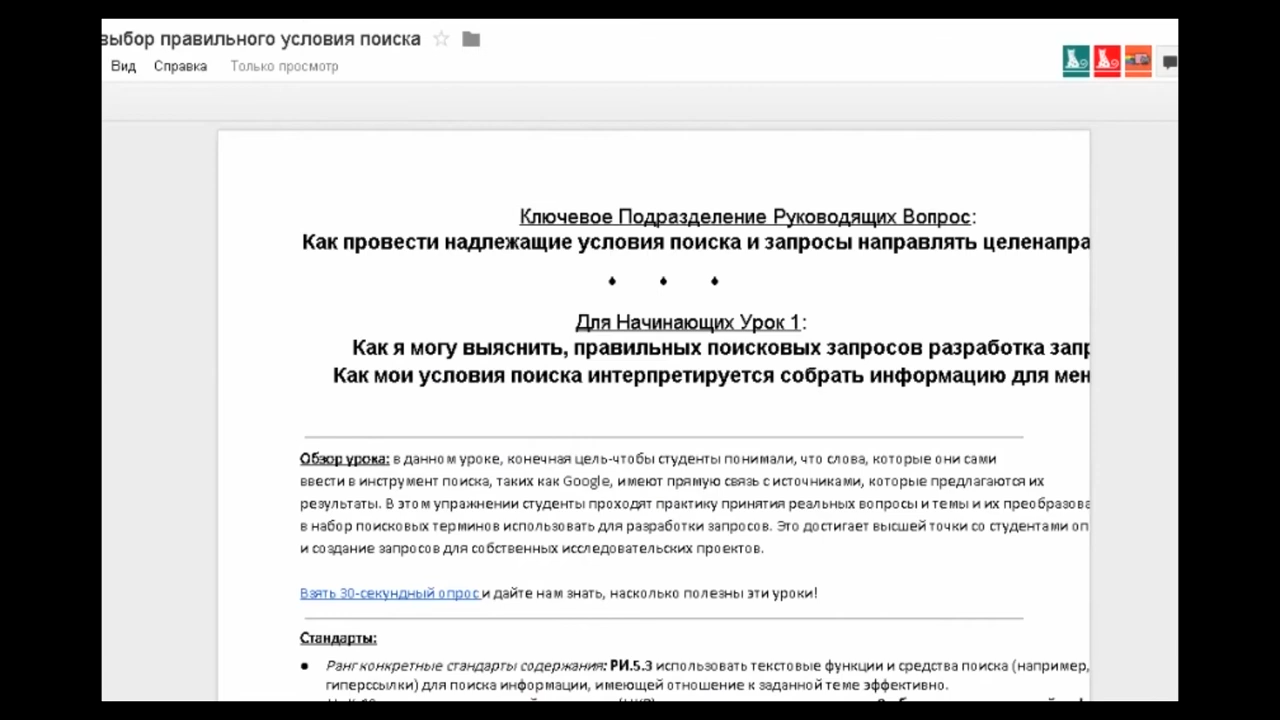 выбор правильного условия поиска
Вид Справка Только просмотр
Ключевое Подразделение Руководящих Вопрос:
Как провести надлежащие условия поиска и запросы направлять целенапра
Для Начинающих Урок 1:
Как я могу выяснить, правильных поисковых запросов разработка запр
Как мои условия поиска интерпретируется собрать информацию для мен
Обзор урока: в данном уроке, конечная цель-чтобы студенты понимали, что слова, которые они сами
ввести в инструмент поиска, таких как Google, имеют прямую связь с источниками, которые предлагаются их
результаты. В этом упражнении студенты проходят практику принятия реальных вопросы и темы и их преобразова
в набор поисковых терминов использовать для разработки запросов. Это достигает высшей точки со студентами оп
и создание запросов для собственных исследовательских проектов.
Взять 30-секундный опрос и дайте нам знать, насколько полезны эти уроки!
Стандарты:
● Ранг конкретные стандарты содержания: РИ.5.3 использовать текстовые функции и средства поиска (например,
гиперссылки) для поиска информации, имеющей отношение к заданной теме эффективно.